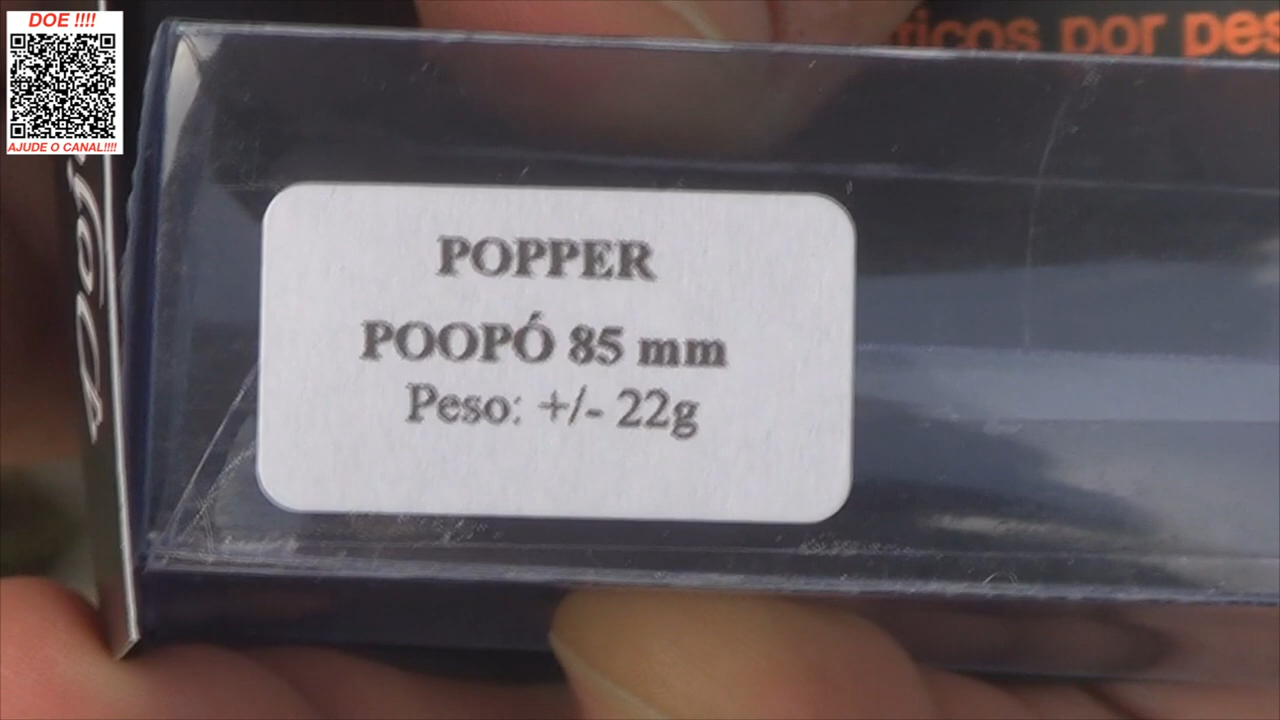 DOE !!!!
AJUDE O CANAL!!!!
ticos por pes
POPPER
POOPÓ 85 mm
Peso: +/- 22g